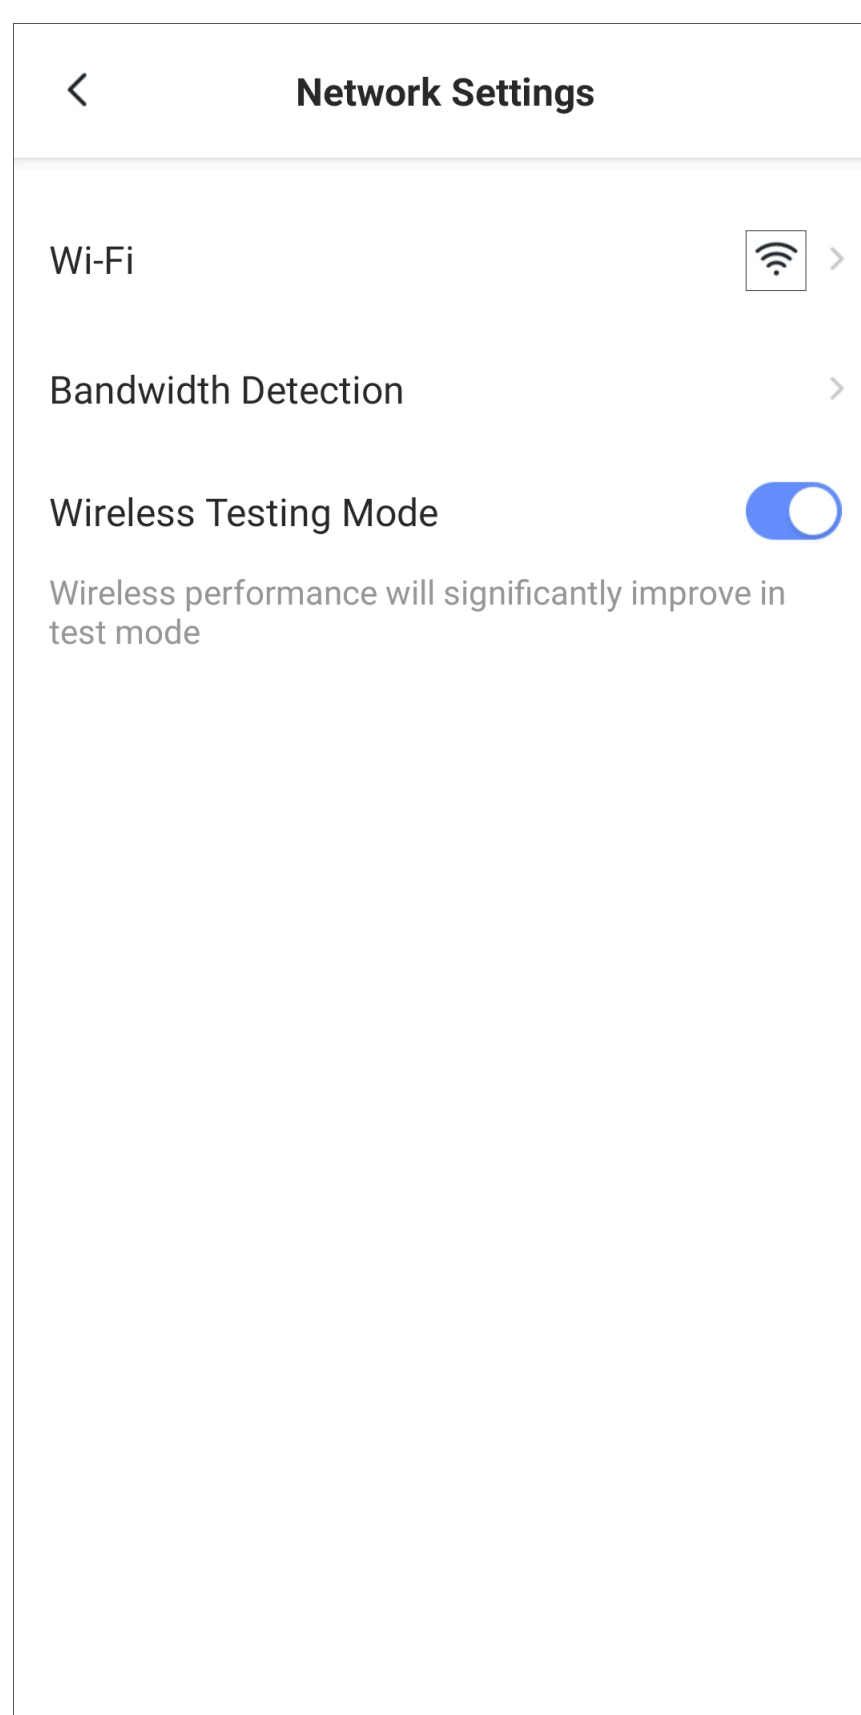 Network Settings
Wi-Fi
Bandwidth Detection
Wireless Testing Mode
Wireless performance will significantly improve in
test mode